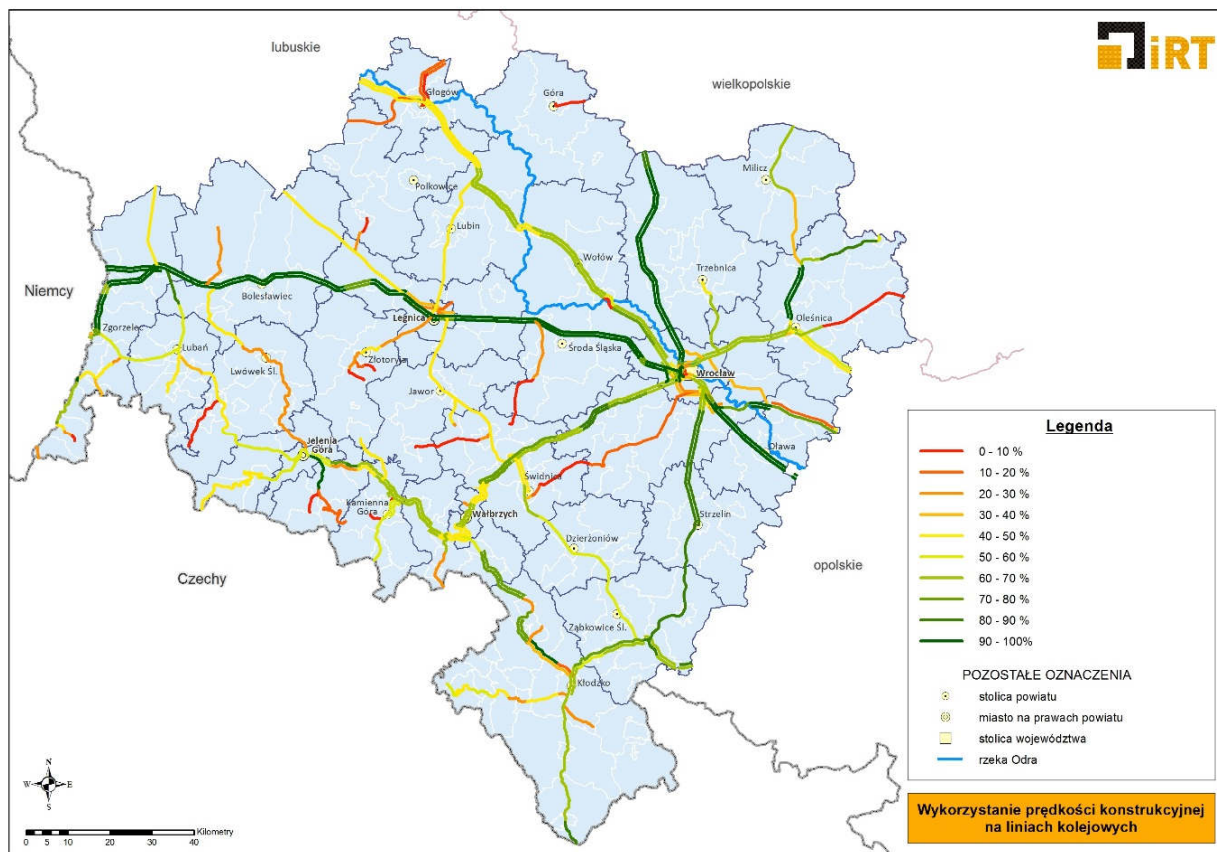 lubuskie
wielkopolskie
iRT
Głogów
Góra
Milicz
Polkowice
Lubin
Wołów
Trzebnica
Niemcy
Bolesławiec
Legnica
Oleśnica
Zgorzelec
Lubań
Złotoryja
Środa Śląska
Wrocław
Lwówek Śl.
Jawor
Oława
Jelenia
Góra
Świdnica
Kamienna
Góra
Wałbrzych
Strzelin
Dzierżoniów
Czechy
opolskie
Ząbkowice Śl.
Kłodzko
Legenda
0 - 10 %
10 - 20 %
20 - 30 %
30 - 40 %
40 - 50 %
50 - 60 %
60 - 70 %
70 - 80 %
80 - 90 %
90 - 100%
POZOSTAŁE OZNACZENIA
stolica powiatu
miasto na prawach powiatu
stolica województwa
rzeka Odra
N
W E
S
Kilometry
0 5 10 20 30 40
Wykorzystanie prędkości konstrukcyjnej
na liniach kolejowych